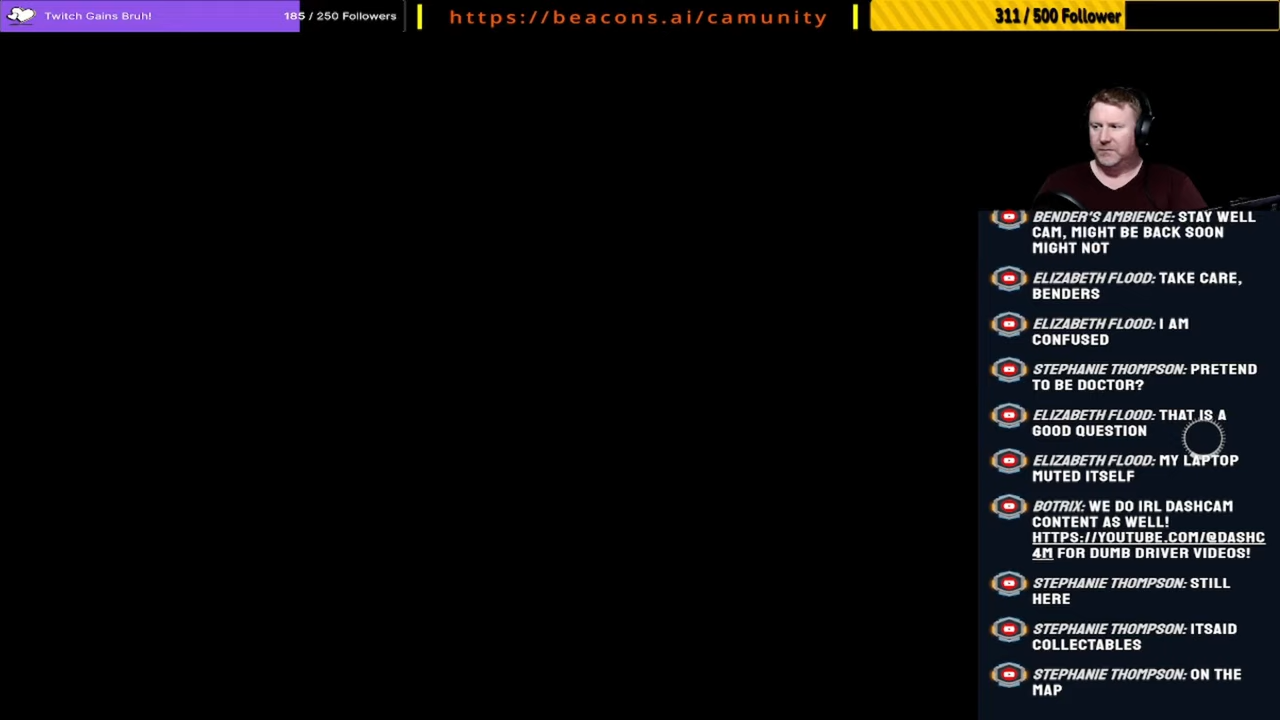 Twitch Gains Bruh!
185 / 250 Followers
https://beacons.ai/camunity
311 / 500 Follower
BENDER'S AMBIENCE: STAY WELL
CAM, MIGHT BE BACK SOON
MIGHT NOT
ELIZABETH FLOOD: TAKE CARE,
BENDERS
ELIZABETH FLOOD: I AM
CONFUSED
STEPHANIE THOMPSON: PRETEND
TO BE DOCTOR?
ELIZABETH FLOOD: THAT IS A
GOOD QUESTION
ELIZABETH FLOOD: MY LAPTOP
MUTED ITSELF
BOTRIX: WE DO IRL DASHCAM
CONTENT AS WELL!
HTTPS://YOUTUBE.COM/@DASHC
4M FOR DUMB DRIVER VIDEOS!
STEPHANIE THOMPSON: STILL
HERE
STEPHANIE THOMPSON: ITSAID
COLLECTABLES
STEPHANIE THOMPSON: ON THE
MAP